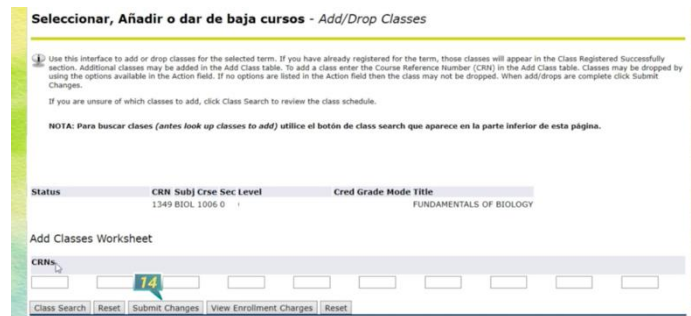 Seleccionar, Añadir o dar de baja cursos - Add/Drop Classes
Use this interface to add or drop classes for the selected term. If you have already registered for the term, those classes will appear in the Class Registered Successfully
section. Additional classes may be added in the Add Class table. To add a class enter the Course Reference Number (CRN) in the Add Class table. Classes may be dropped by
using the options available in the Action field. If no options are listed in the Action field then the class may not be dropped. When add/drops are complete click Submit
Changes.
If you are unsure of which classes to add, click Class Search to review the class schedule.
NOTA: Para buscar clases (antes look up classes to add) utilice el botón de class search que aparece en la parte inferior de esta página.
Status CRN Subj Crse Sec Level Cred Grade Mode Title
1349 BIOL 1006 0 FUNDAMENTALS OF BIOLOGY
Add Classes Worksheet
CRNs
14
Class Search Reset Submit Changes View Enrollment Charges Reset